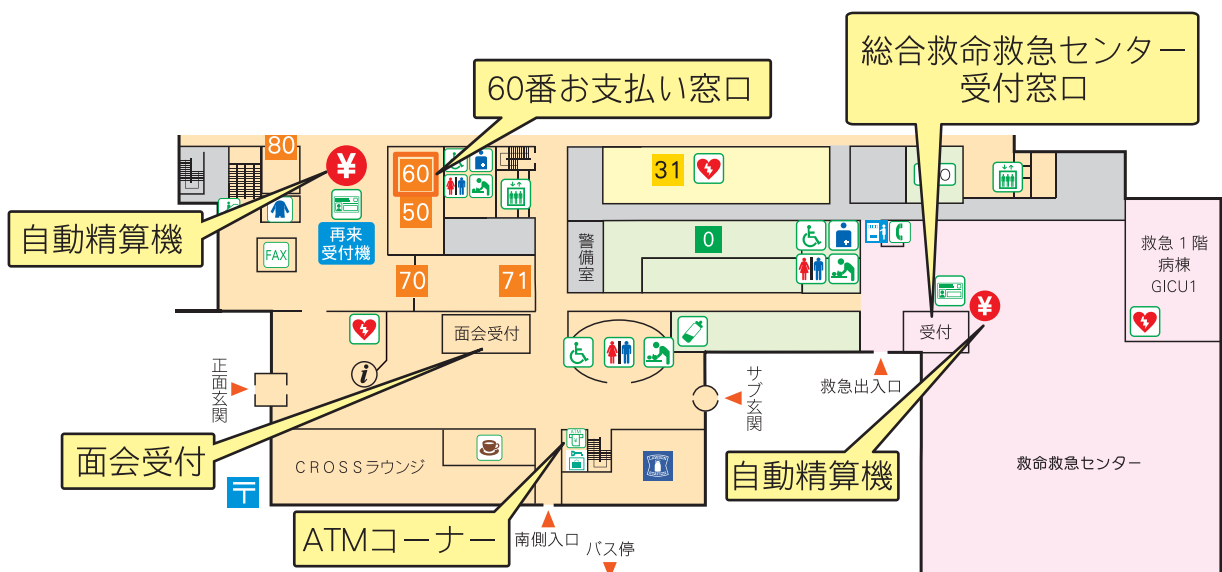 総合救命救急センター
受付窓口
60番お支払い窓口
80
¥
60
50
31
自動精算機
再来
受付機
FAX
警
備
室
0
救急1階
病棟
GICU1
70
71
¥
面会受付
受付
i
正
面
玄
関
サ
ブ
玄
関
救急出入口
面会受付
CROSSラウンジ
ATM
自動精算機
救命救急センター
〒
ATMコーナー
南側入口
バス停